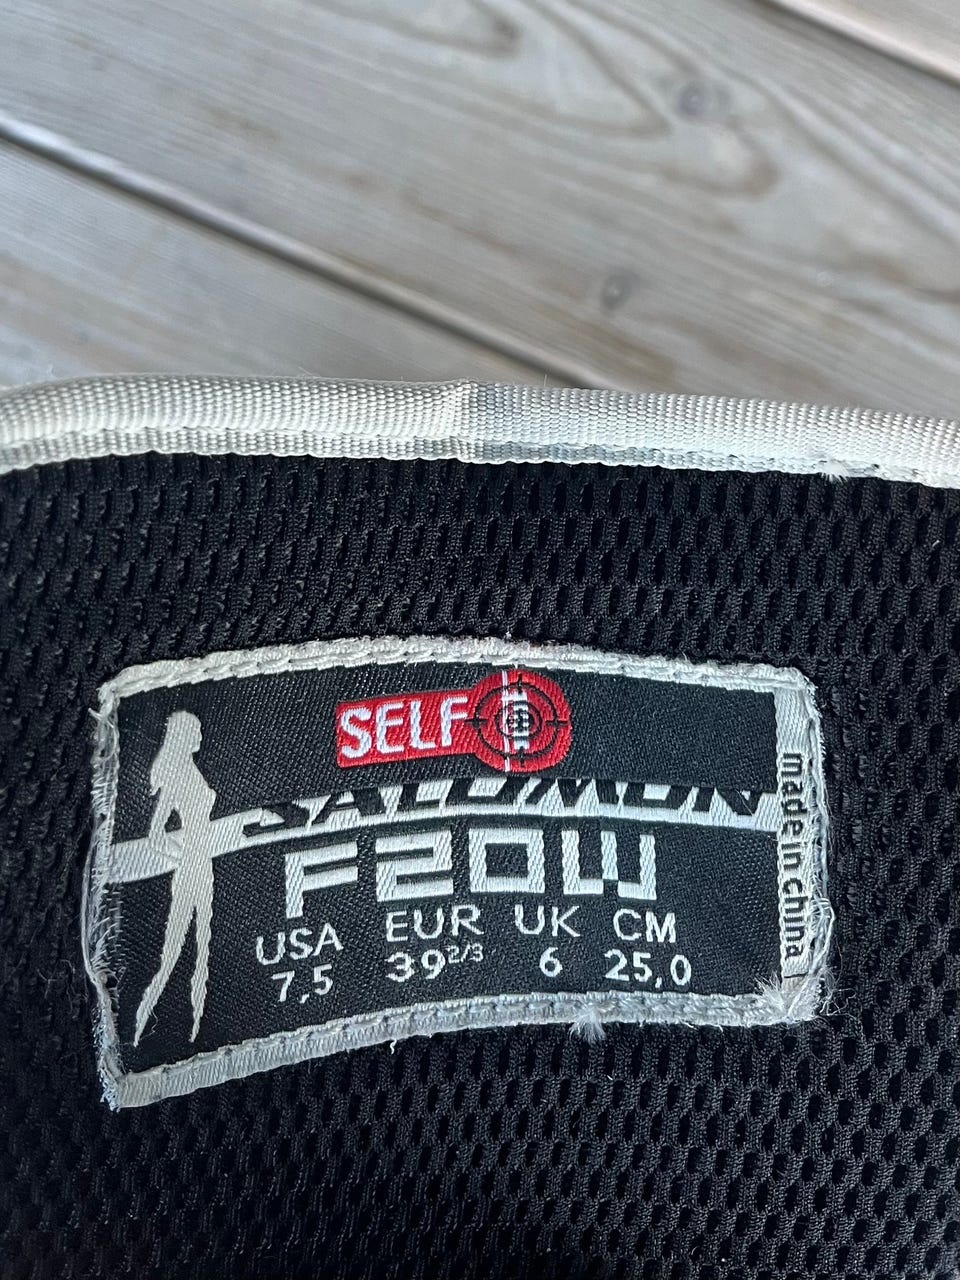 SELF
SALOMON
F20W
USA EUR UK CM
7,5 39 2/3 6 25,0
made in china